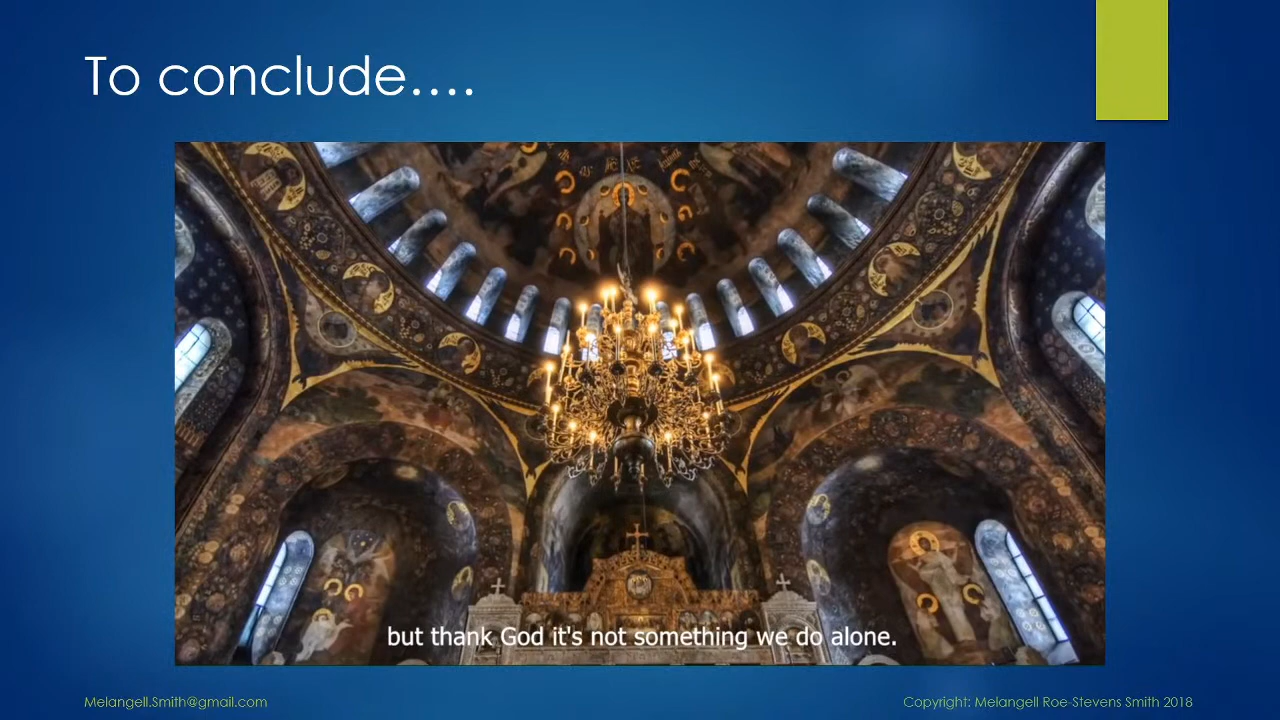 To conclude....
but thank God it's not something we do alone.
Melangell.Smith@gmail.com
Copyright: Melangell Roe-Stevens Smith 2018